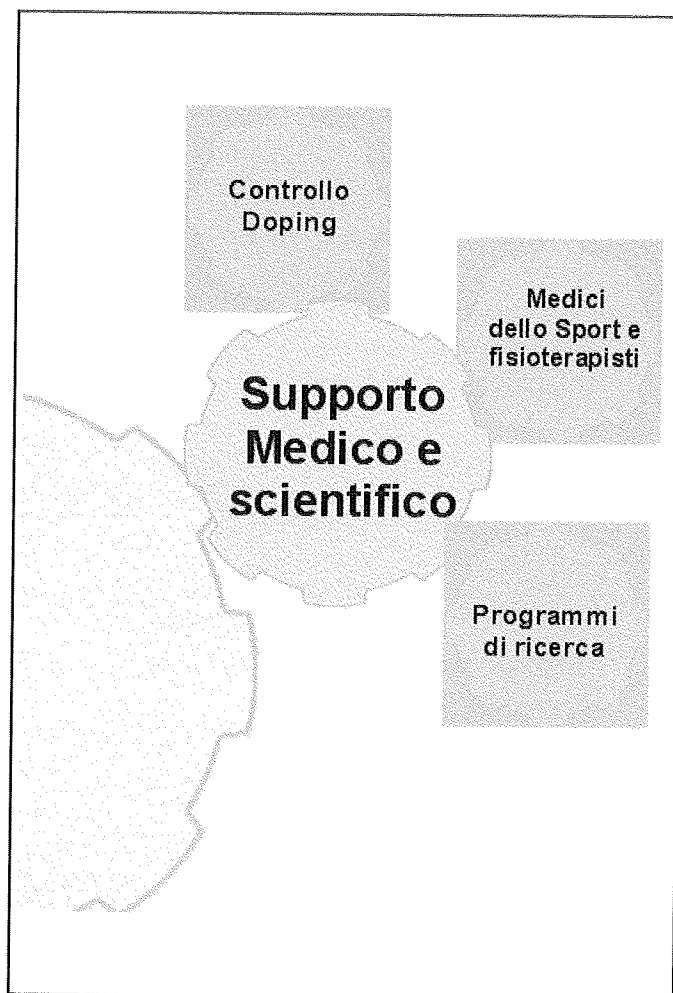 Controllo
Doping
Medici
dello Sport e
fisioterapisti
Supporto
Medico e
scientifico
Programmi
di ricerca